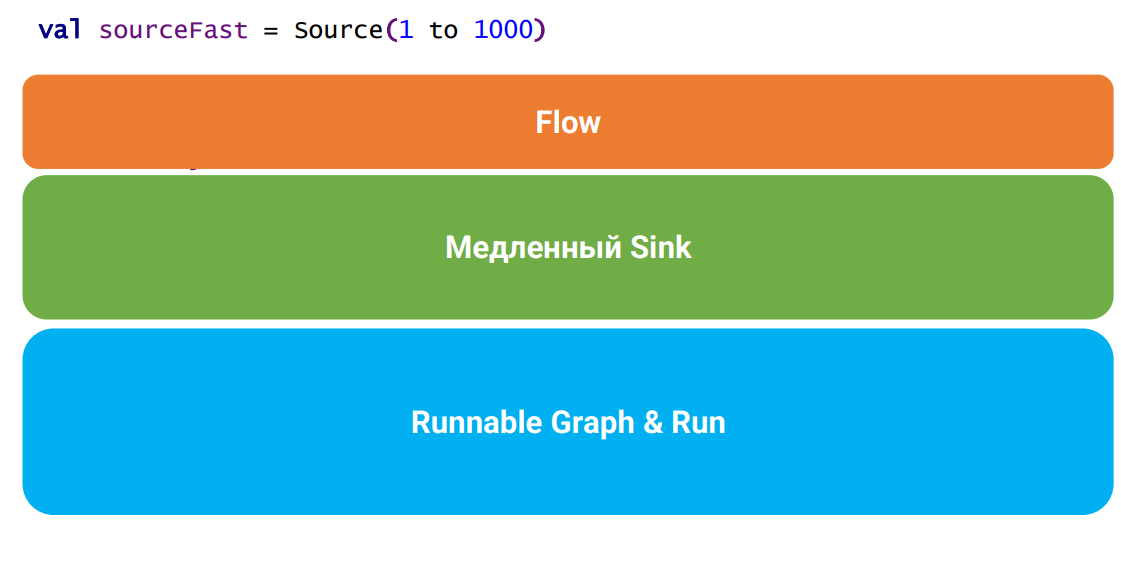 val sourceFast = Source(1 to 1000)
Flow
Медленный Sink
Runnable Graph & Run